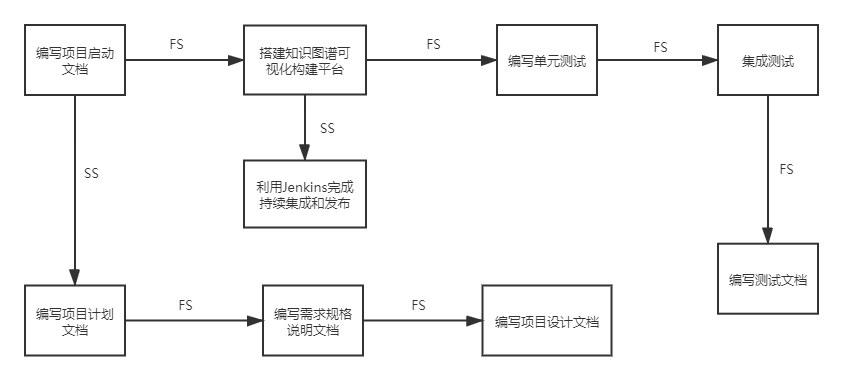 编写项目启动
文档
FS
搭建知识图谱可
视化构建平台
FS
编写单元测试
FS
集成测试
SS
SS
利用Jenkins完成
持续集成和发布
FS
编写测试文档
编写项目计划
文档
FS
编写需求规格
说明文档
FS
编写项目设计文档